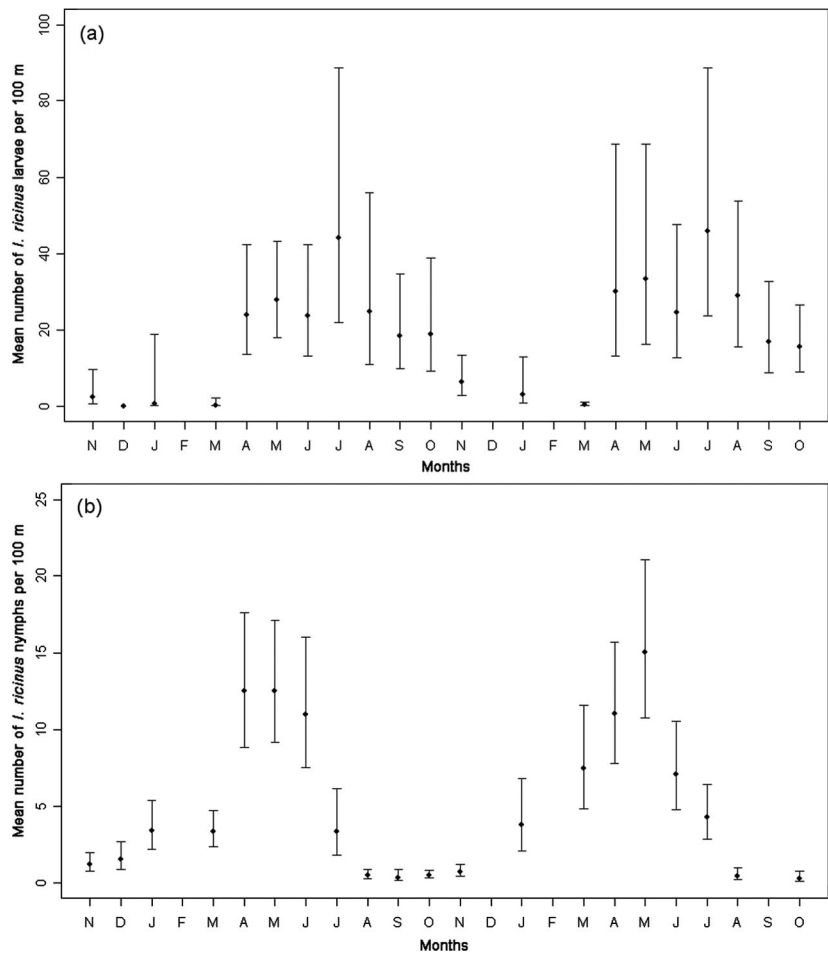 (a)
Mean number of I. ricinus larvae per 100 m
100
80
60
40
20
0
N D J F M A M J J A S O N D J F M A M J J A S O
Months
(b)
Mean number of I. ricinus nymphs per 100 m
25
20
15
10
5
0
N D J F M A M J J A S O N D J F M A M J J A S O
Months